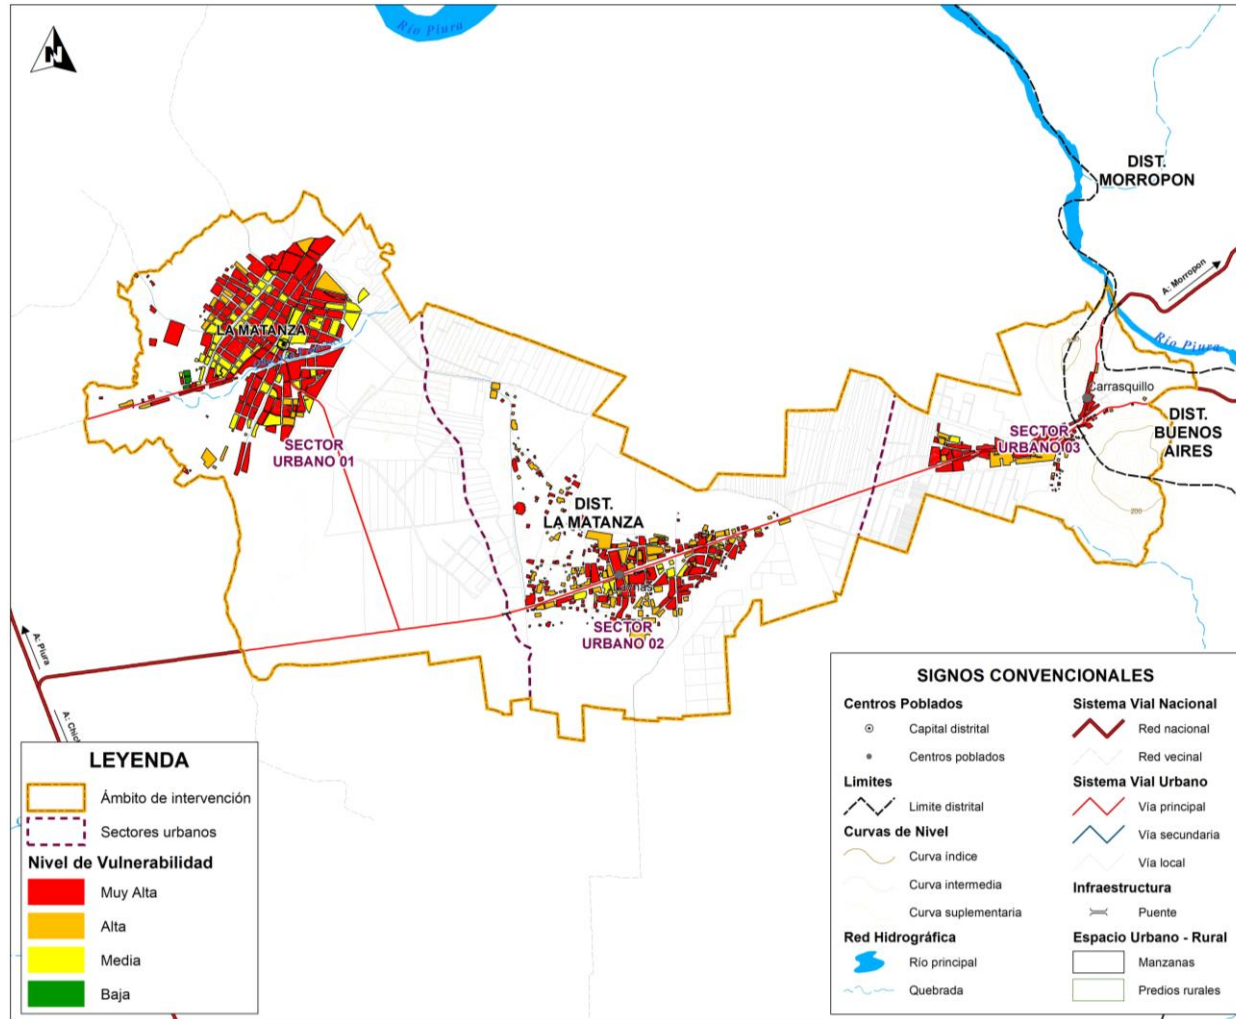 Río Piura
N
DIST.
MORROPON
A: Morropon
Río Piura
LA MATANZA
Carrasquillo
SECTOR
URBANO 03
DIST.
BUENOS
AIRES
SECTOR
URBANO 01
200
DIST.
LA MATANZA
SECTOR
URBANO 02
A: Piura
LEYENDA
Ámbito de intervención
Sectores urbanos
Nivel de Vulnerabilidad
Muy Alta
Alta
Media
Baja
SIGNOS CONVENCIONALES
Centros Poblados
Capital distrital
Centros poblados
Limites
Limite distrital
Curvas de Nivel
Curva índice
Curva intermedia
Curva suplementaria
Red Hidrográfica
Río principal
Quebrada
Sistema Vial Nacional
Red nacional
Red vecinal
Sistema Vial Urbano
Vía principal
Vía secundaria
Vía local
Infraestructura
Puente
Espacio Urbano - Rural
Manzanas
Predios rurales